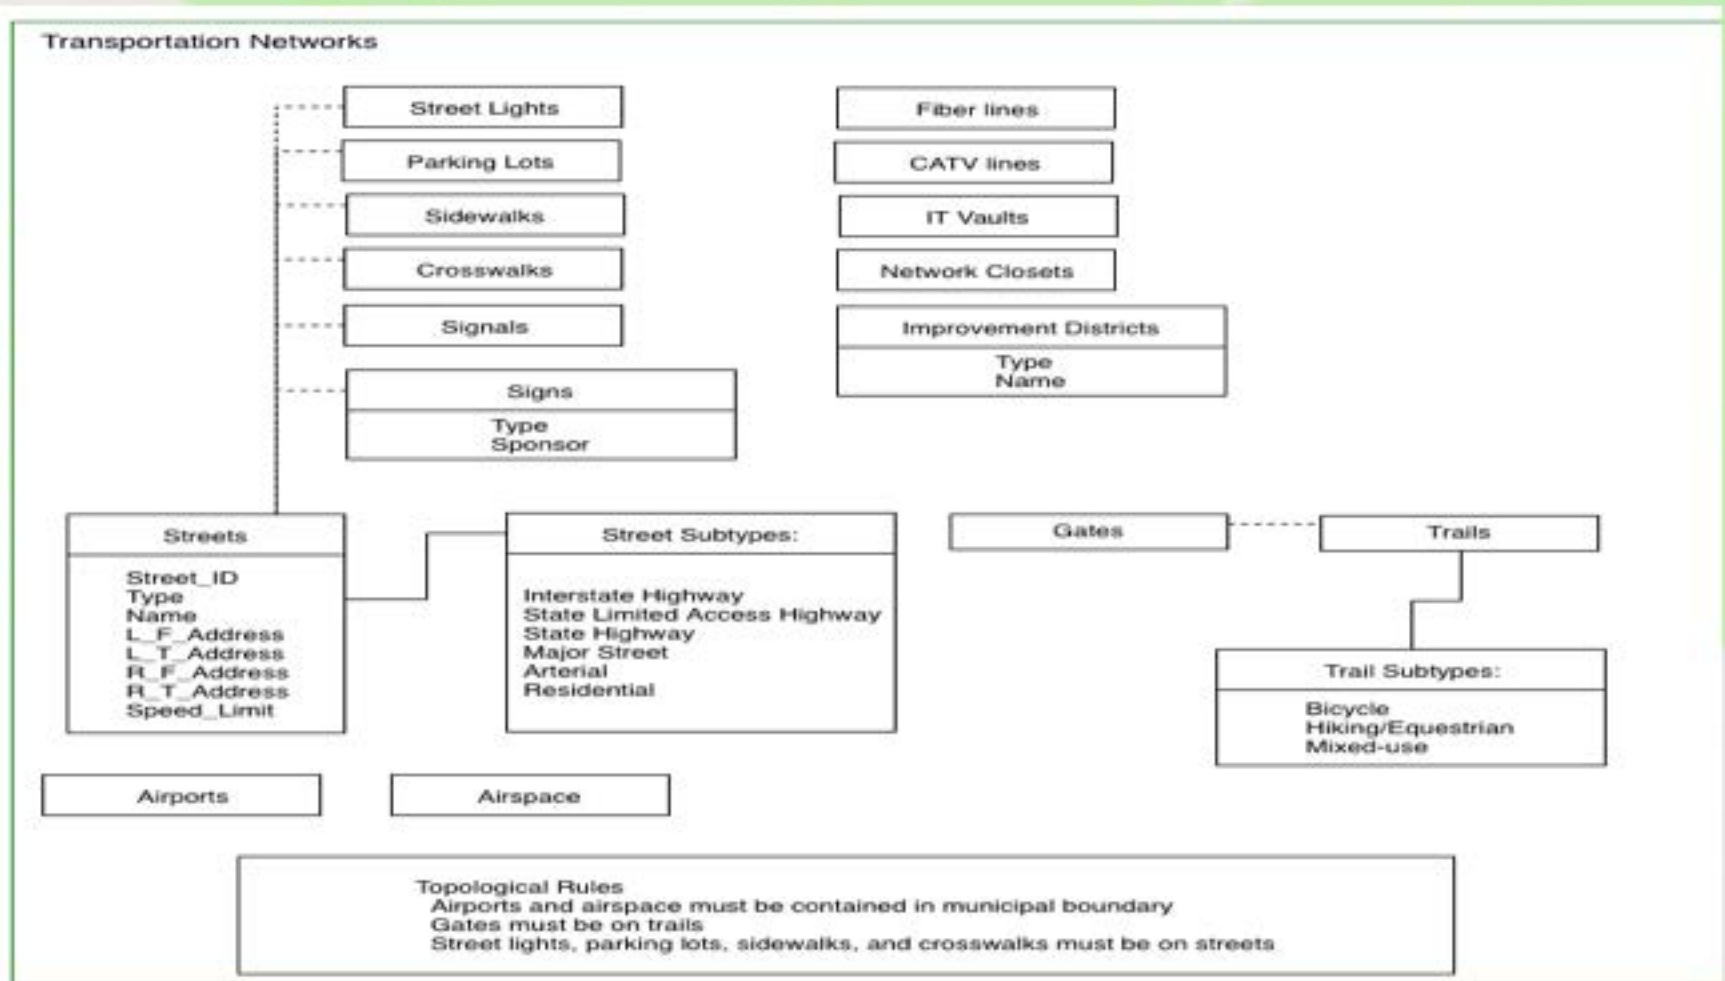 Transportation Networks
Street Lights
Parking Lots
Sidewalks
Crosswalks
Signals
Signs
Type
Sponsor
Fiber lines
CATV lines
IT Vaults
Network Closets
Improvement Districts
Type
Name
Streets
Street_ID
Type
Name
L_F_Address
L_T_Address
R_F_Address
R_T_Address
Speed_Limit
Street Subtypes:
Interstate Highway
State Limited Access Highway
State Highway
Major Street
Arterial
Residential
Gates
Trails
Trail Subtypes:
Bicycle
Hiking/Equestrian
Mixed-use
Airports
Airspace
Topological Rules
Airports and airspace must be contained in municipal boundary
Gates must be on trails
Street lights, parking lots, sidewalks, and crosswalks must be on streets